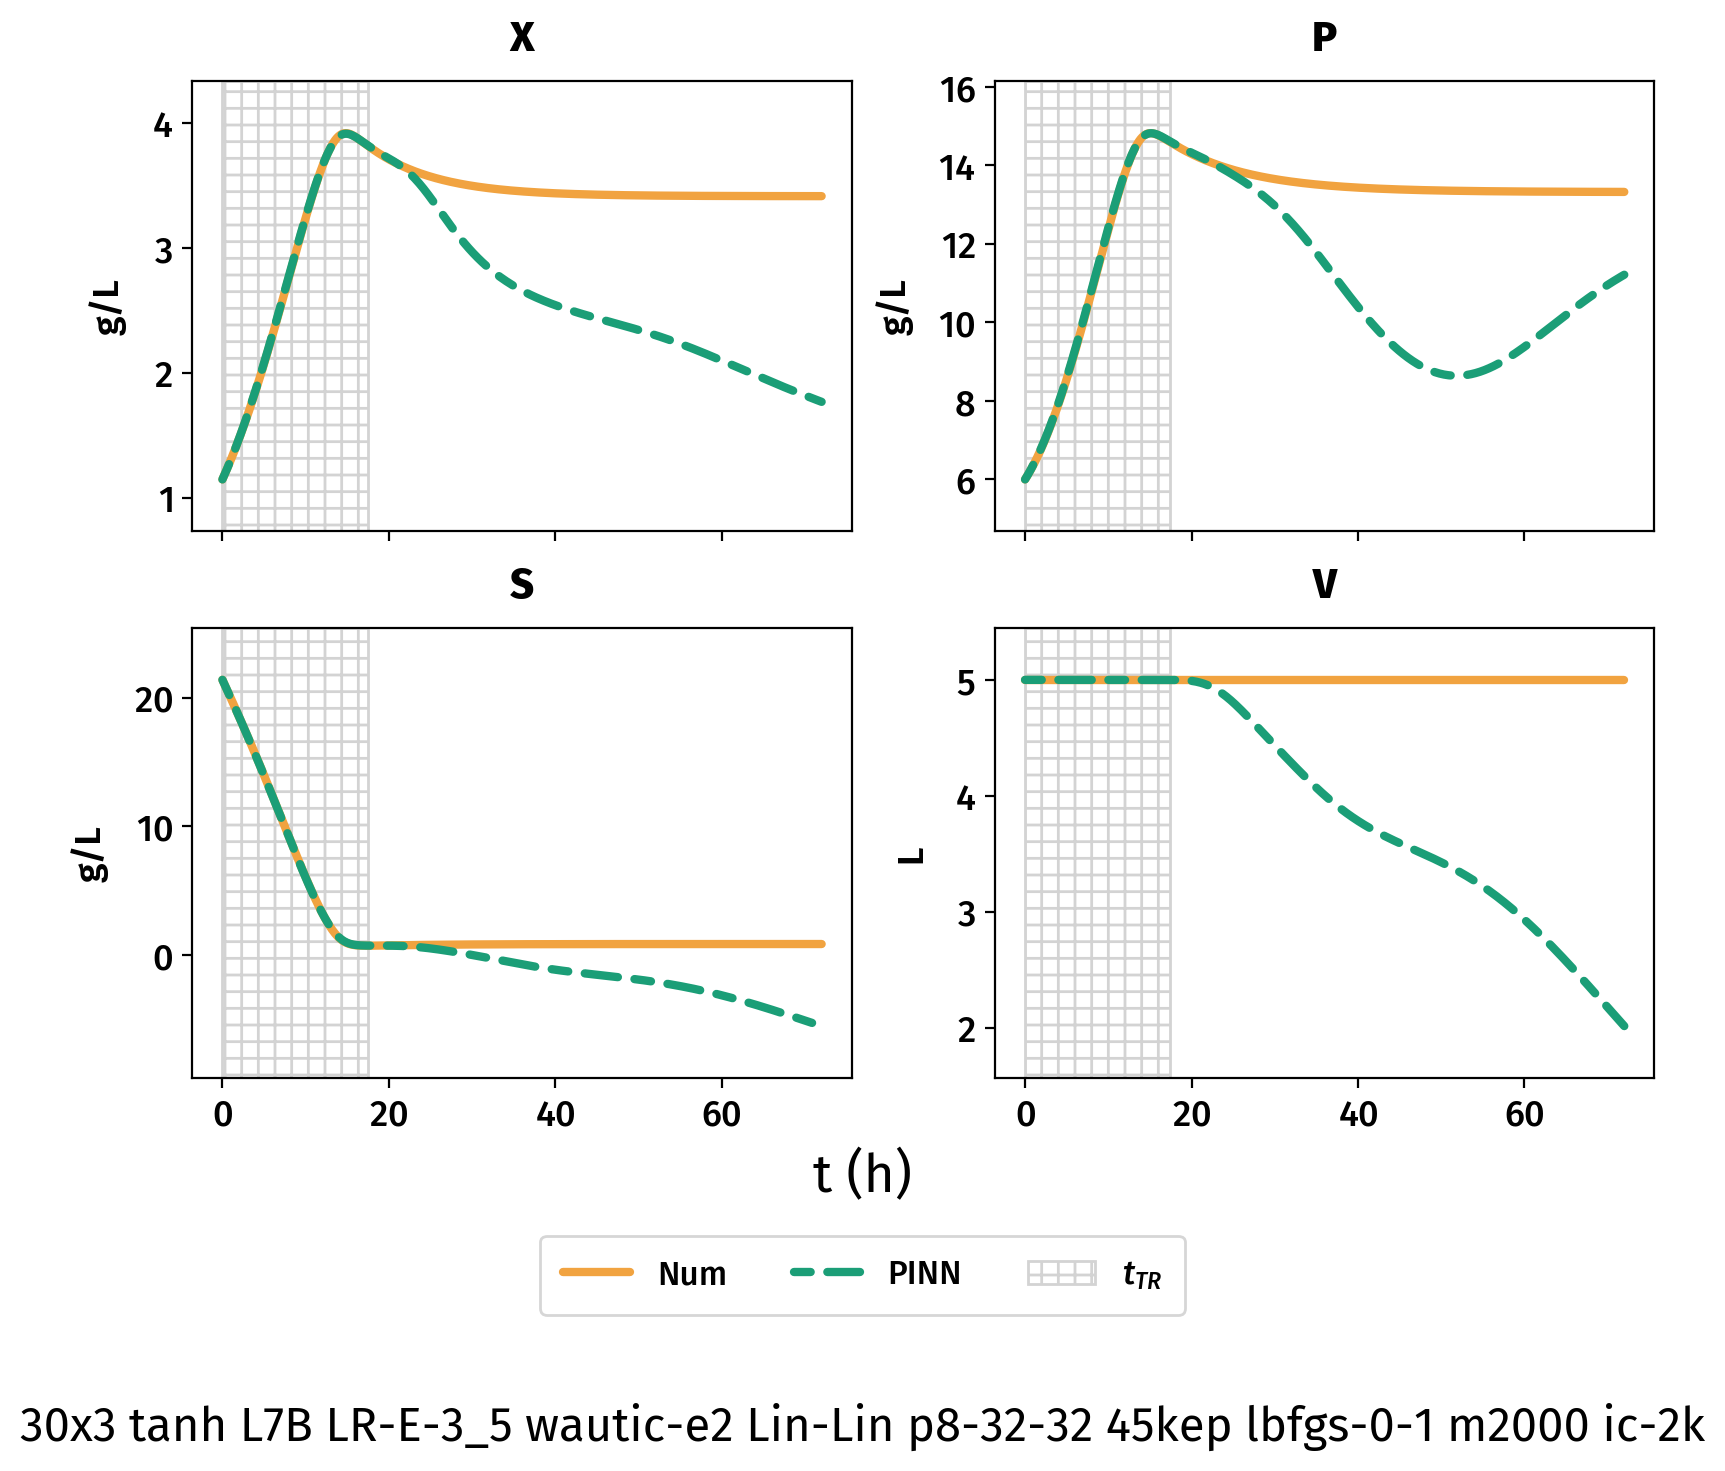 X
4
3
2
1
g/L
P
16
14
12
10
8
6
g/L
S
20
10
0
g/L
0 20 40 60
V
5
4
3
2
L
0 20 40 60
t (h)
Num PINN t_TR
30x3 tanh L7B LR-E-3_5 wautic-e2 Lin-Lin p8-32-32 45kep lbfgs-0-1 m2000 ic-2k